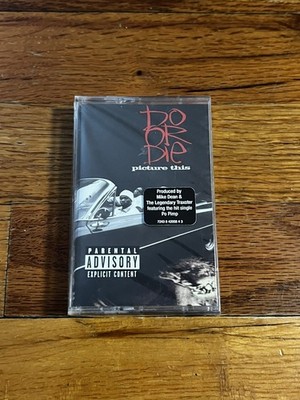 DO
OR
Die
picture this
Produced by
Mike Dean &
The Legendary Traxster
featuring the hit single
Po Pimp
PARENTAL
ADVISORY
EXPLICIT CONTENT